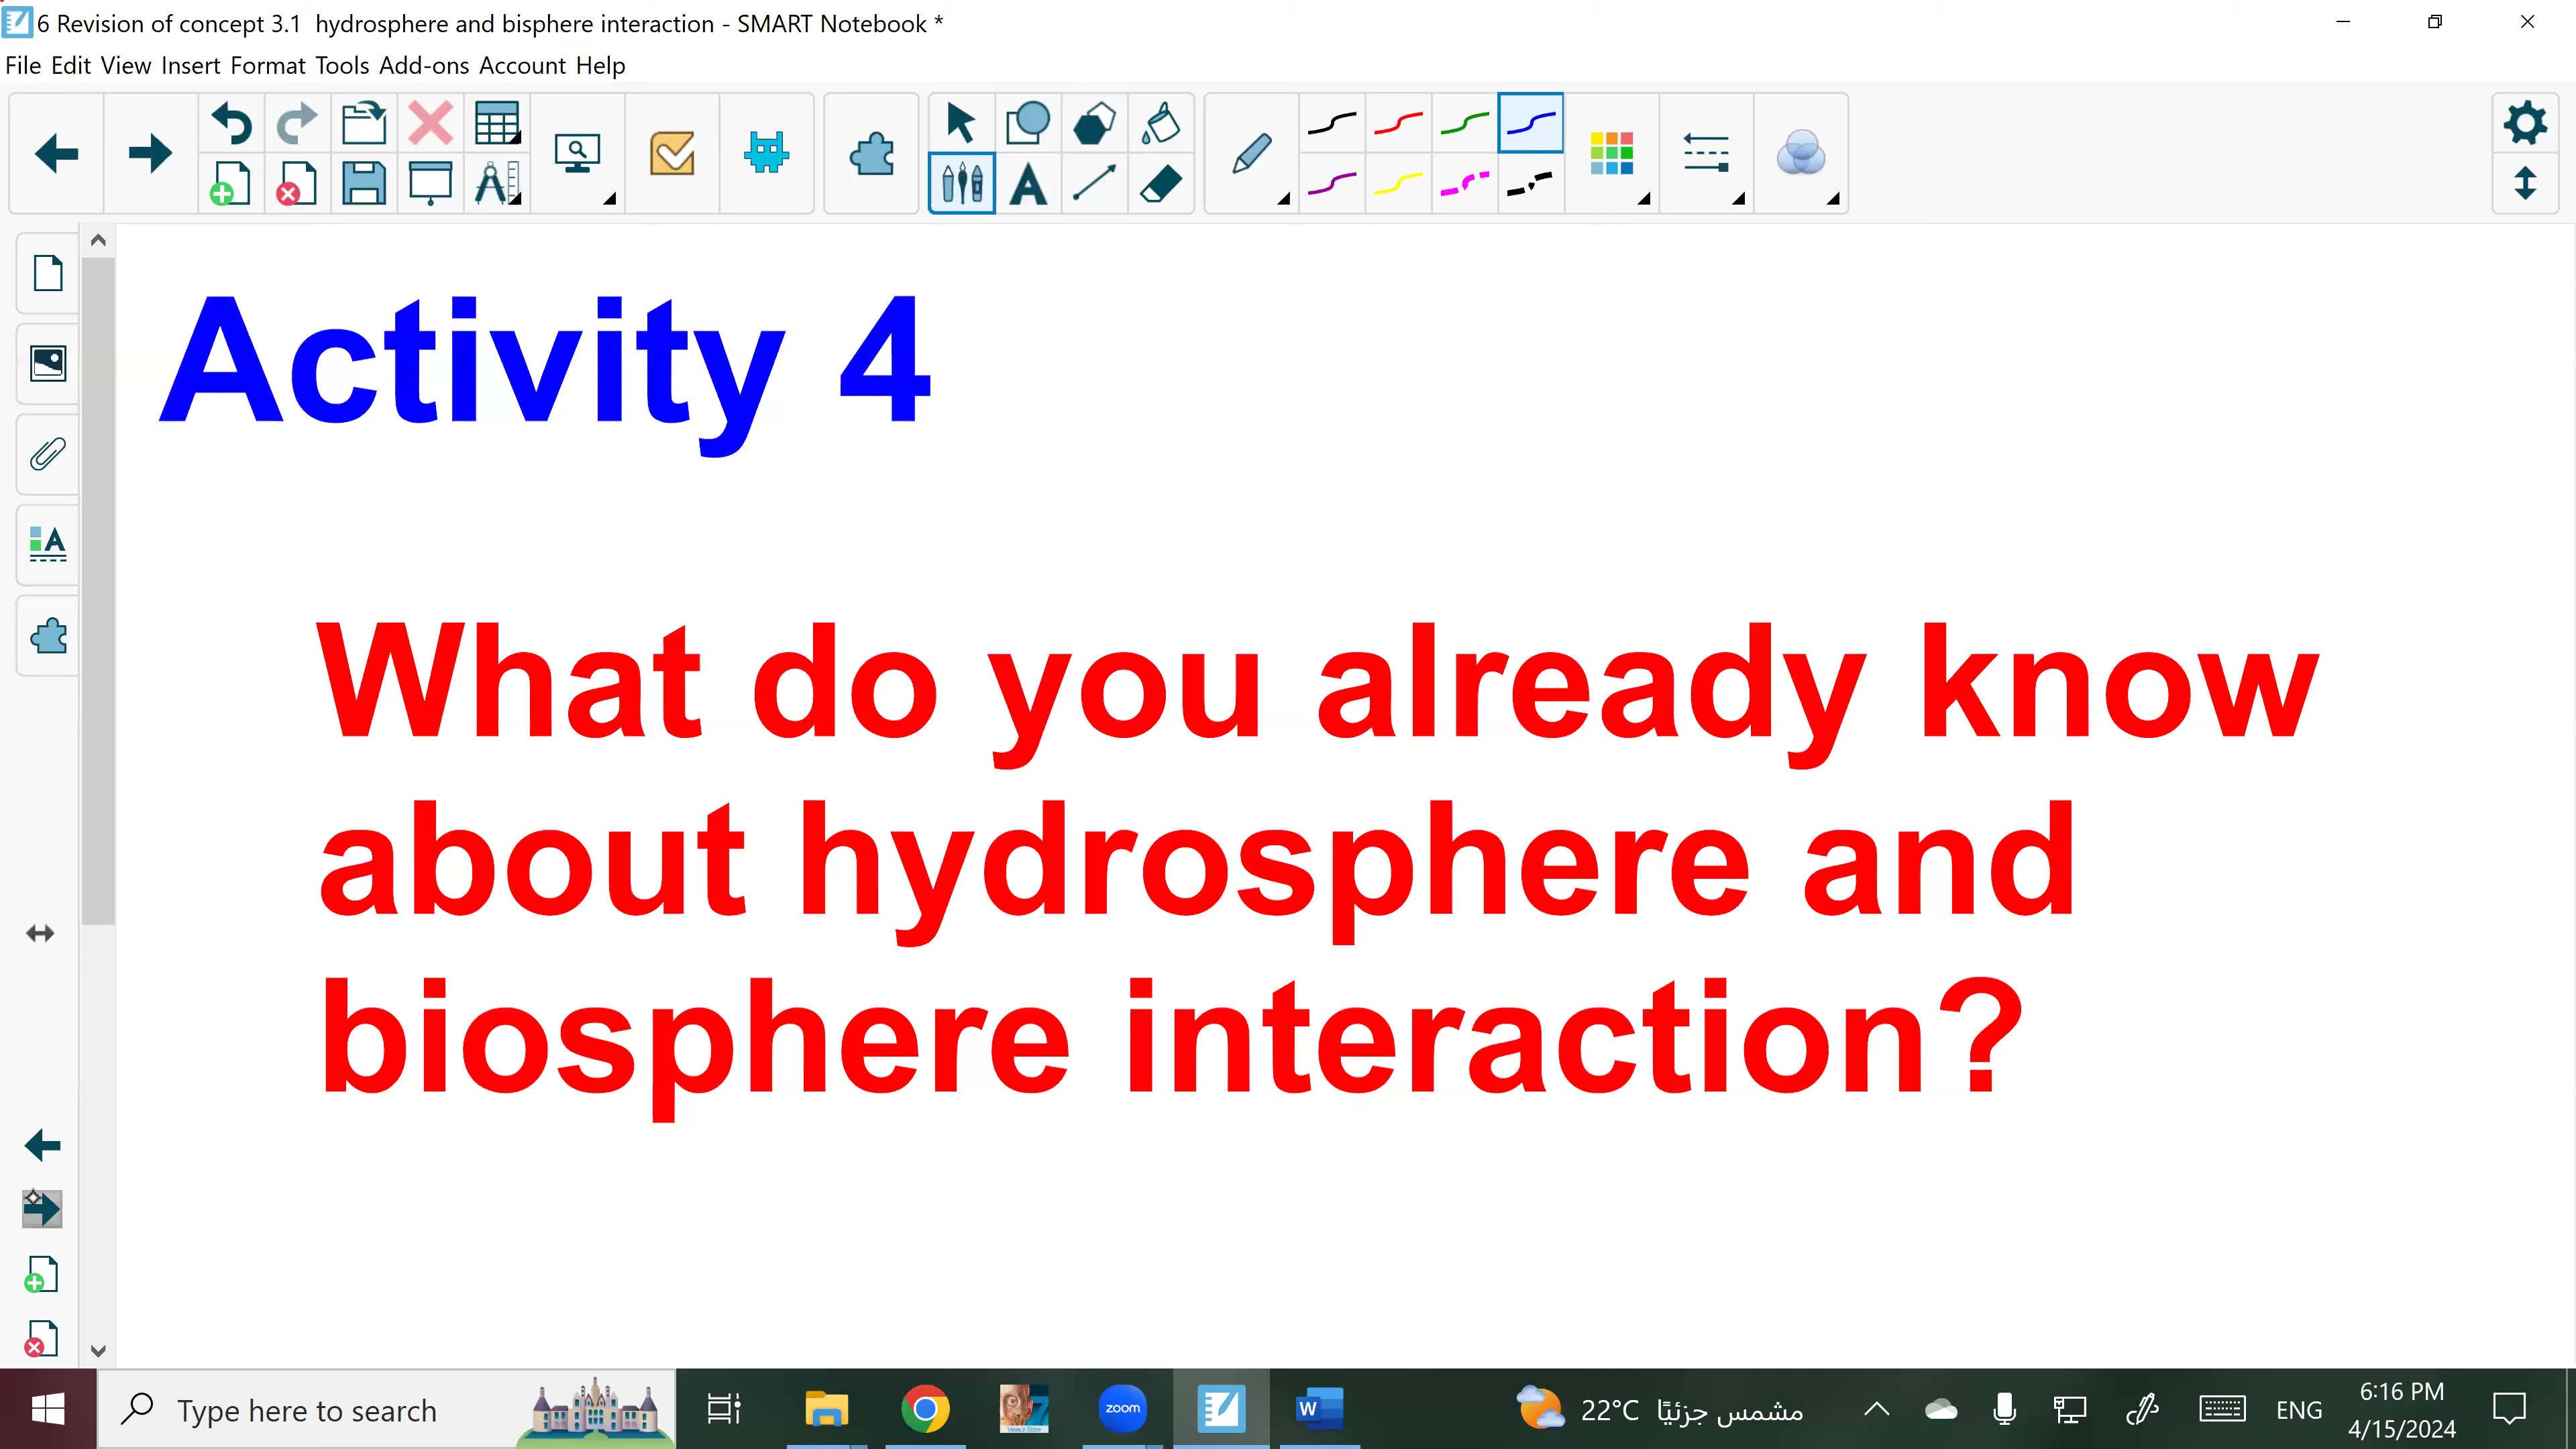 6 Revision of concept 3.1  hydrosphere and bisphere interaction - SMART Notebook *
File Edit View Insert Format Tools Add-ons Account Help
Activity 4
What do you already know
about hydrosphere and
biosphere interaction?
Type here to search
zoom
W
22°C مشمس جزئيًا
ENG
6:16 PM
4/15/2024